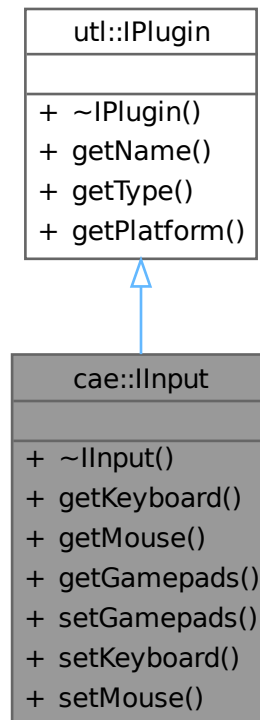 utl::IPlugin
+ ~IPlugin()
+ getName()
+ getType()
+ getPlatform()
cae::IInput
+ ~IInput()
+ getKeyboard()
+ getMouse()
+ getGamepads()
+ setGamepads()
+ setKeyboard()
+ setMouse()